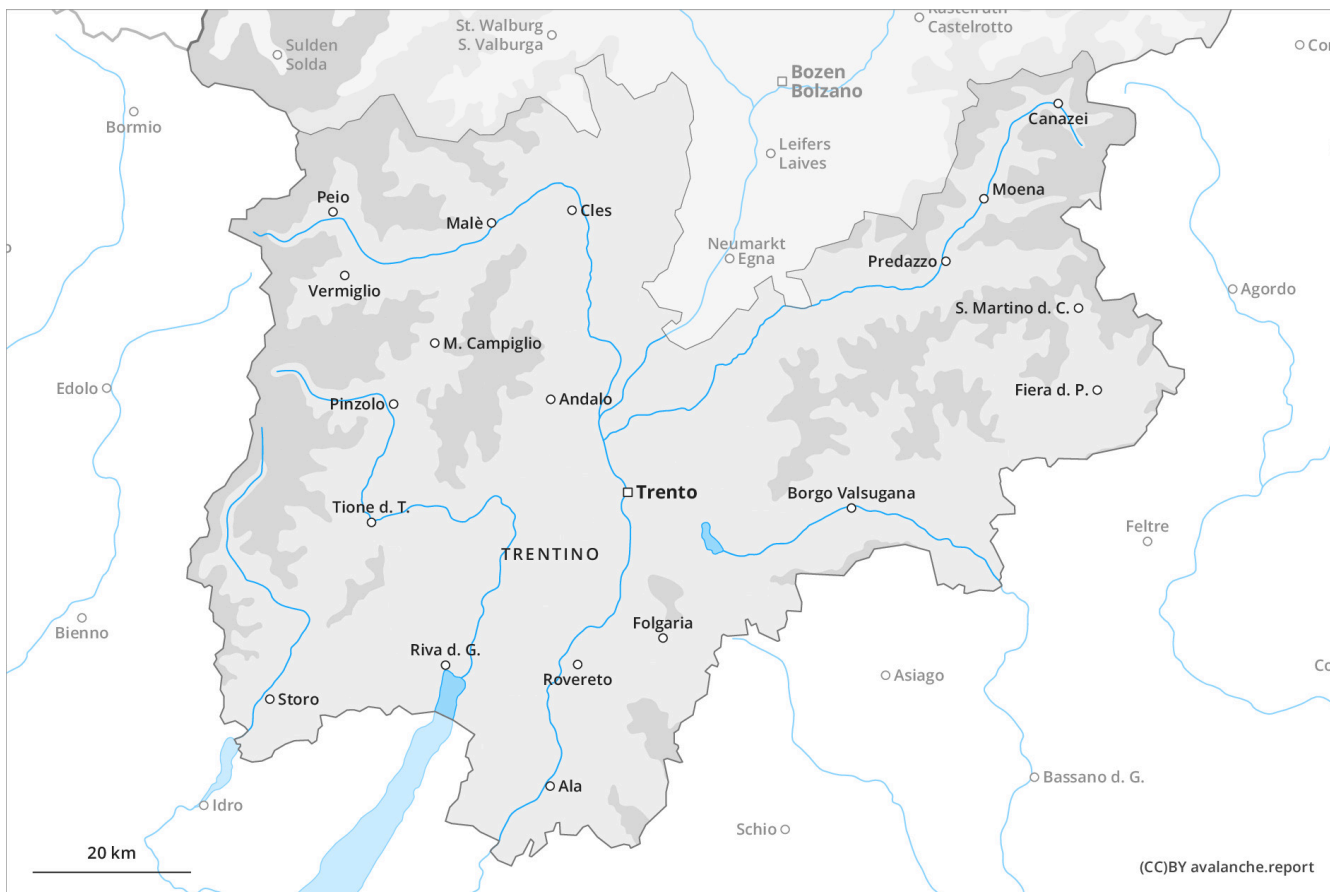 Kastelruth
Castelrotto
St. Walburg
S. Valburga
Sulden
Solda
Bozen
Bolzano
Bormio
Canazei
Leifers
Laives
Peio
Moena
Malè
Cles
Neumarkt
Egna
Predazzo
Vermiglio
Agordo
S. Martino d. C.
M. Campiglio
Edolo
Fiera d. P.
Andalo
Pinzolo
Trento
Borgo Valsugana
Tione d. T.
Feltre
TRENTINO
Folgaria
Bienno
Riva d. G.
Asiago
Rovereto
Storo
Bassano d. G.
Ala
Idro
Schio
20 km
(CC)BY avalanche.report